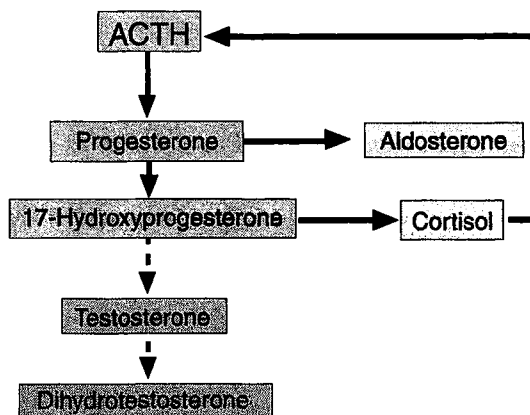 ACTH
Progesterone
Aldosterone
17-Hydroxyprogesterone
Cortisol
Testosterone
Dihydrotestosterone